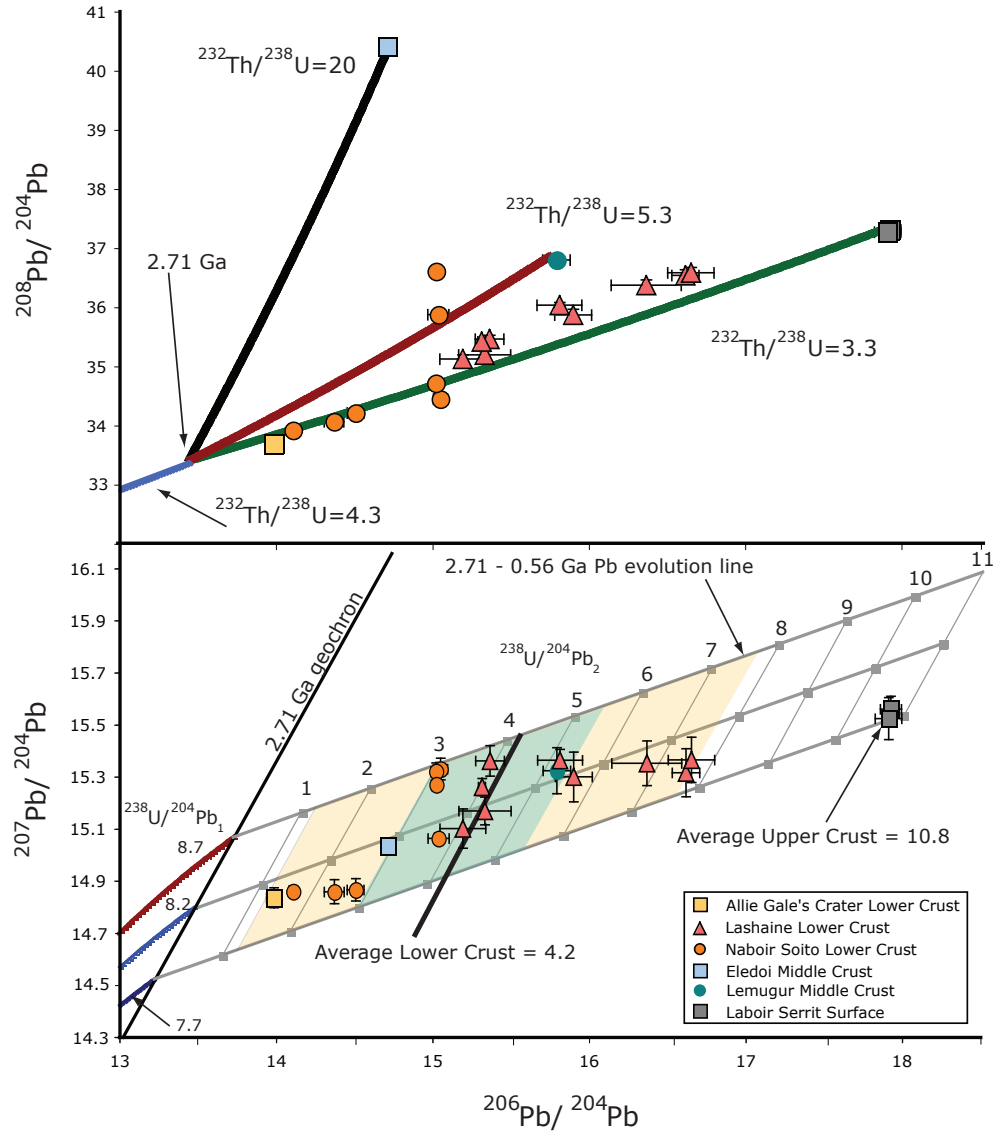 41
40
39
38
37
36
35
34
33
208Pb/ 204Pb
232Th/238U=20
232Th/238U=5.3
2.71 Ga
232Th/238U=3.3
232Th/238U=4.3
16.1
15.9
15.7
15.5
15.3
15.1
14.9
14.7
14.5
14.3
207Pb/ 204Pb
2.71 - 0.56 Ga Pb evolution line
2.71 Ga geochron
238U/204Pb2
1
2
3
4
5
6
7
8
9
10
11
238U/204Pb1
8.7
8.2
7.7
Average Upper Crust = 10.8
Average Lower Crust = 4.2
Allie Gale's Crater Lower Crust
Lashaine Lower Crust
Naboir Soito Lower Crust
Eledoi Middle Crust
Lemugur Middle Crust
Laboir Serrit Surface
13
14
15
16
17
18
206Pb/ 204Pb